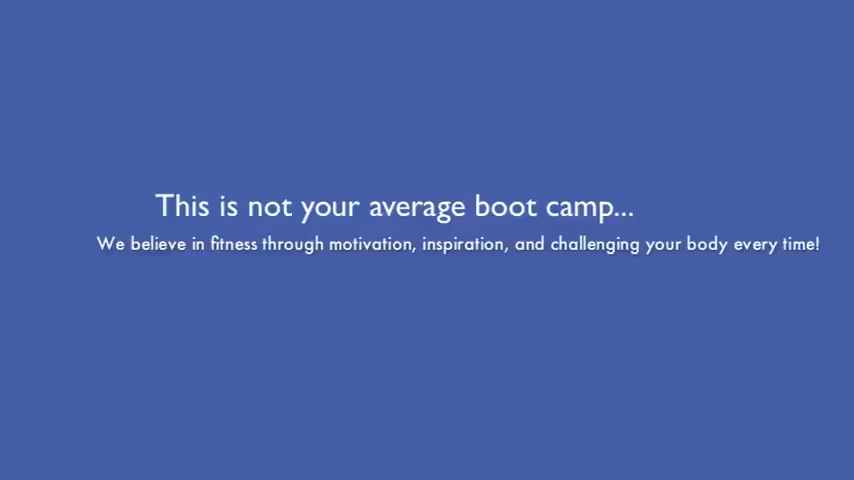 This is not your average boot camp...
We believe in fitness through motivation, inspiration, and challenging your body every time!